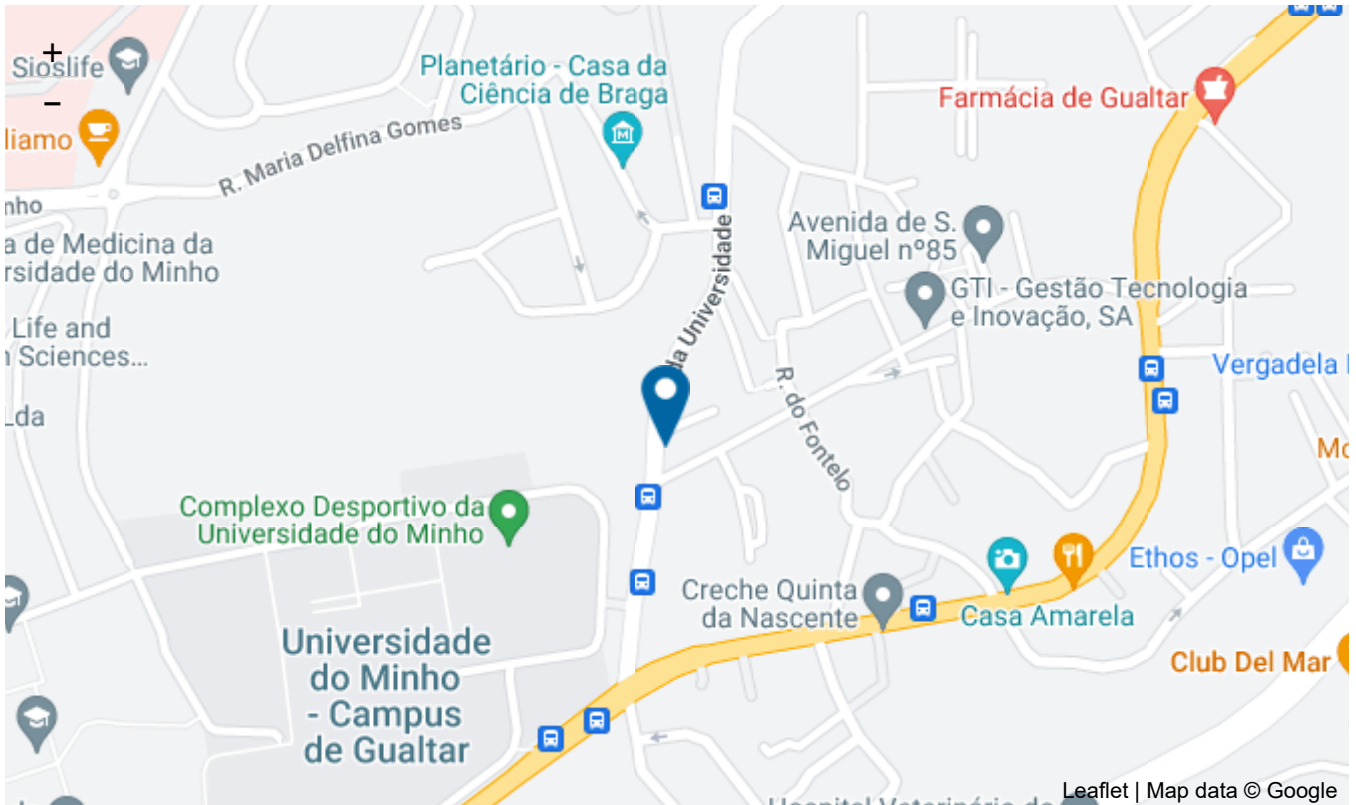 +
Sioslife
−
liamo
Planetário - Casa da
Ciência de Braga
Farmácia de Gualtar
R. Maria Delfina Gomes
nho
a de Medicina da
rsidade do Minho
da Universidade
Avenida de S.
Miguel nº85
GTI - Gestão Tecnologia
e Inovação, SA
Life and
Sciences...
Vergadela
R. do Fontelo
Lda
Mo
Complexo Desportivo da
Universidade do Minho
Ethos - Opel
Creche Quinta
da Nascente
Casa Amarela
Universidade
do Minho
- Campus
de Gualtar
Club Del Mar
Leaflet | Map data © Google
Hospital Veterinário do